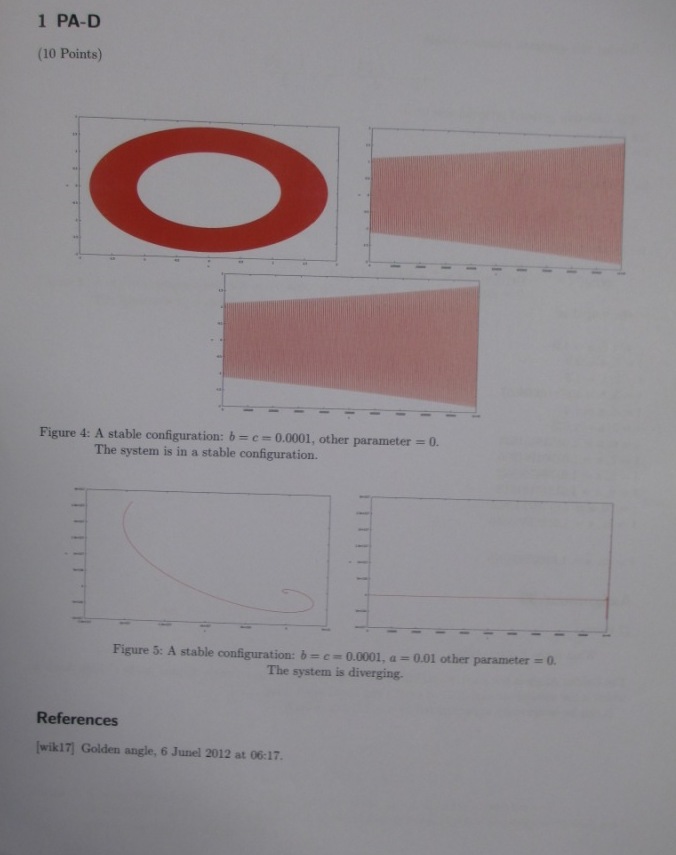 1 PA-D
(10 Points)
Figure 4: A stable configuration: b = c = 0.0001, other parameter = 0.
The system is in a stable configuration.
Figure 5: A stable configuration: b = c = 0.0001, a = 0.01 other parameter = 0.
The system is diverging.
References
[wik17] Golden angle, 6 Junel 2012 at 06:17.